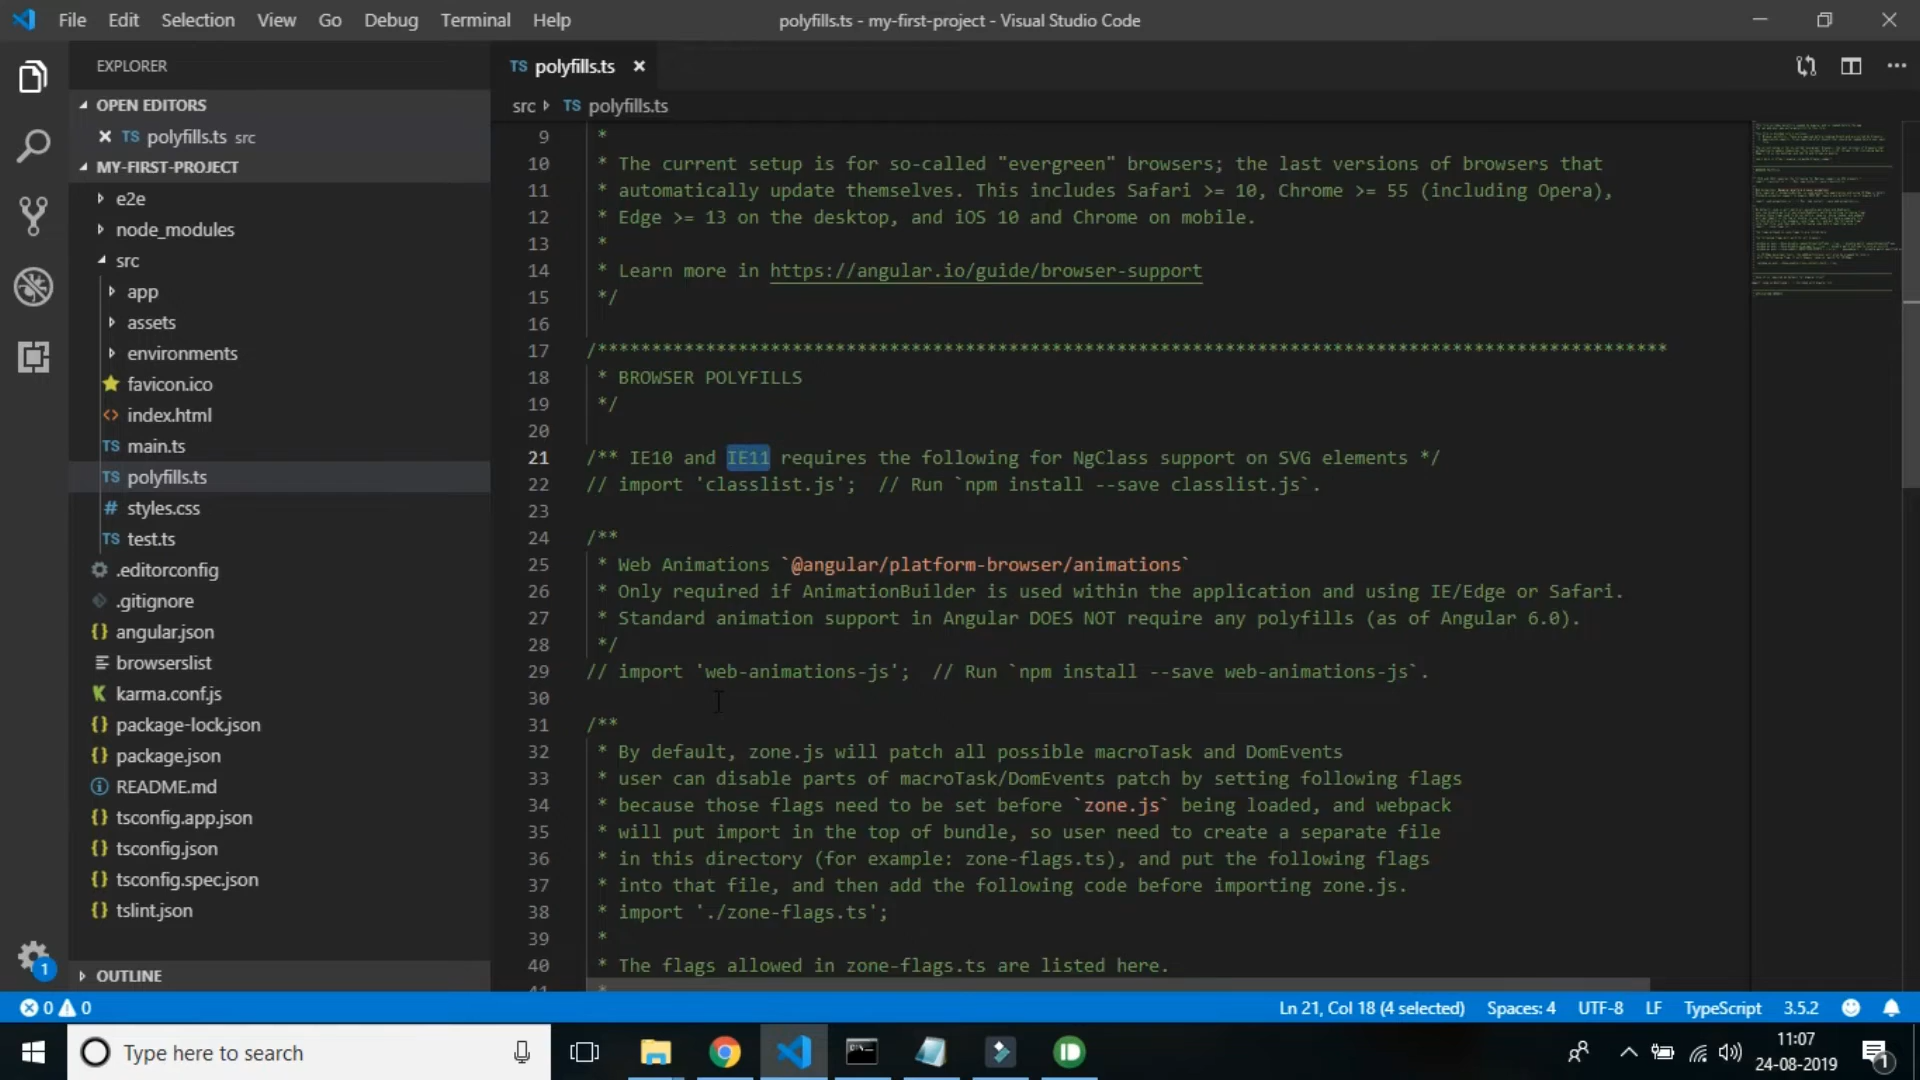 File Edit Selection View Go Debug Terminal Help
polyfills.ts - my-first-project - Visual Studio Code
EXPLORER
OPEN EDITORS
TS polyfills.ts src
MY-FIRST-PROJECT
e2e
node_modules
src
app
assets
environments
favicon.ico
<> index.html
TS main.ts
TS polyfills.ts
# styles.css
TS test.ts
.editorconfig
.gitignore
{} angular.json
browserslist
karma.conf.js
{} package-lock.json
{} package.json
README.md
{} tsconfig.app.json
{} tsconfig.json
{} tsconfig.spec.json
{} tslint.json
OUTLINE
1
TS polyfills.ts
src TS polyfills.ts
9 *
10 * The current setup is for so-called "evergreen" browsers; the last versions of browsers that
11 * automatically update themselves. This includes Safari >= 10, Chrome >= 55 (including Opera),
12 * Edge >= 13 on the desktop, and iOS 10 and Chrome on mobile.
13 *
14 * Learn more in https://angular.io/guide/browser-support
15 */
16
17 /***************************************************************************************************
18 * BROWSER POLYFILLS
19 */
20
21 /** IE10 and IE11 requires the following for NgClass support on SVG elements */
22 // import 'classlist.js';  // Run `npm install --save classlist.js`.
23
24 /**
25 * Web Animations `@angular/platform-browser/animations`
26 * Only required if AnimationBuilder is used within the application and using IE/Edge or Safari.
27 * Standard animation support in Angular DOES NOT require any polyfills (as of Angular 6.0).
28 */
29 // import 'web-animations-js';  // Run `npm install --save web-animations-js`.
30
31 /**
32 * By default, zone.js will patch all possible macroTask and DomEvents
33 * user can disable parts of macroTask/DomEvents patch by setting following flags
34 * because those flags need to be set before `zone.js` being loaded, and webpack
35 * will put import in the top of bundle, so user need to create a separate file
36 * in this directory (for example: zone-flags.ts), and put the following flags
37 * into that file, and then add the following code before importing zone.js.
38 * import './zone-flags.ts';
39 *
40 * The flags allowed in zone-flags.ts are listed here.
41 *
0 0
Ln 21, Col 18 (4 selected) Spaces: 4 UTF-8 LF TypeScript 3.5.2
Type here to search
11:07
24-08-2019
1